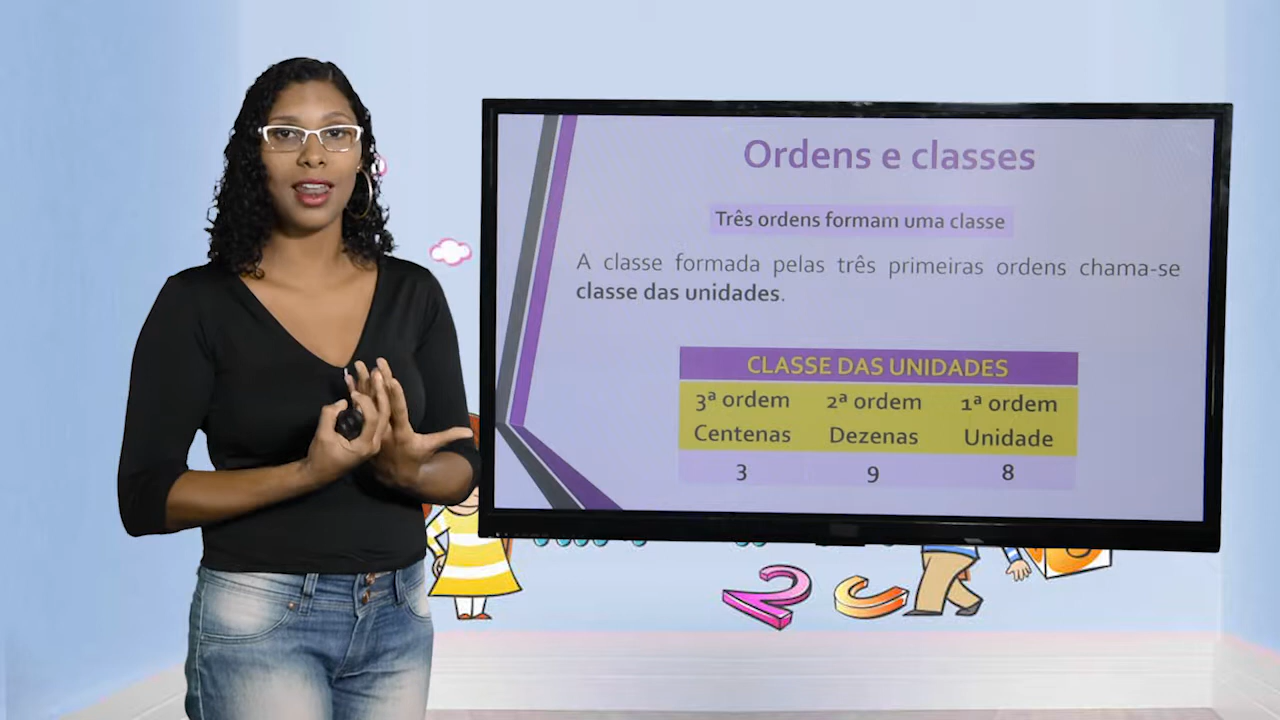 Ordens e classes
Três ordens formam uma classe
A classe formada pelas três primeiras ordens chama-se
classe das unidades.
CLASSE DAS UNIDADES
3ª ordem 2ª ordem 1ª ordem
Centenas Dezenas Unidade
3 9 8